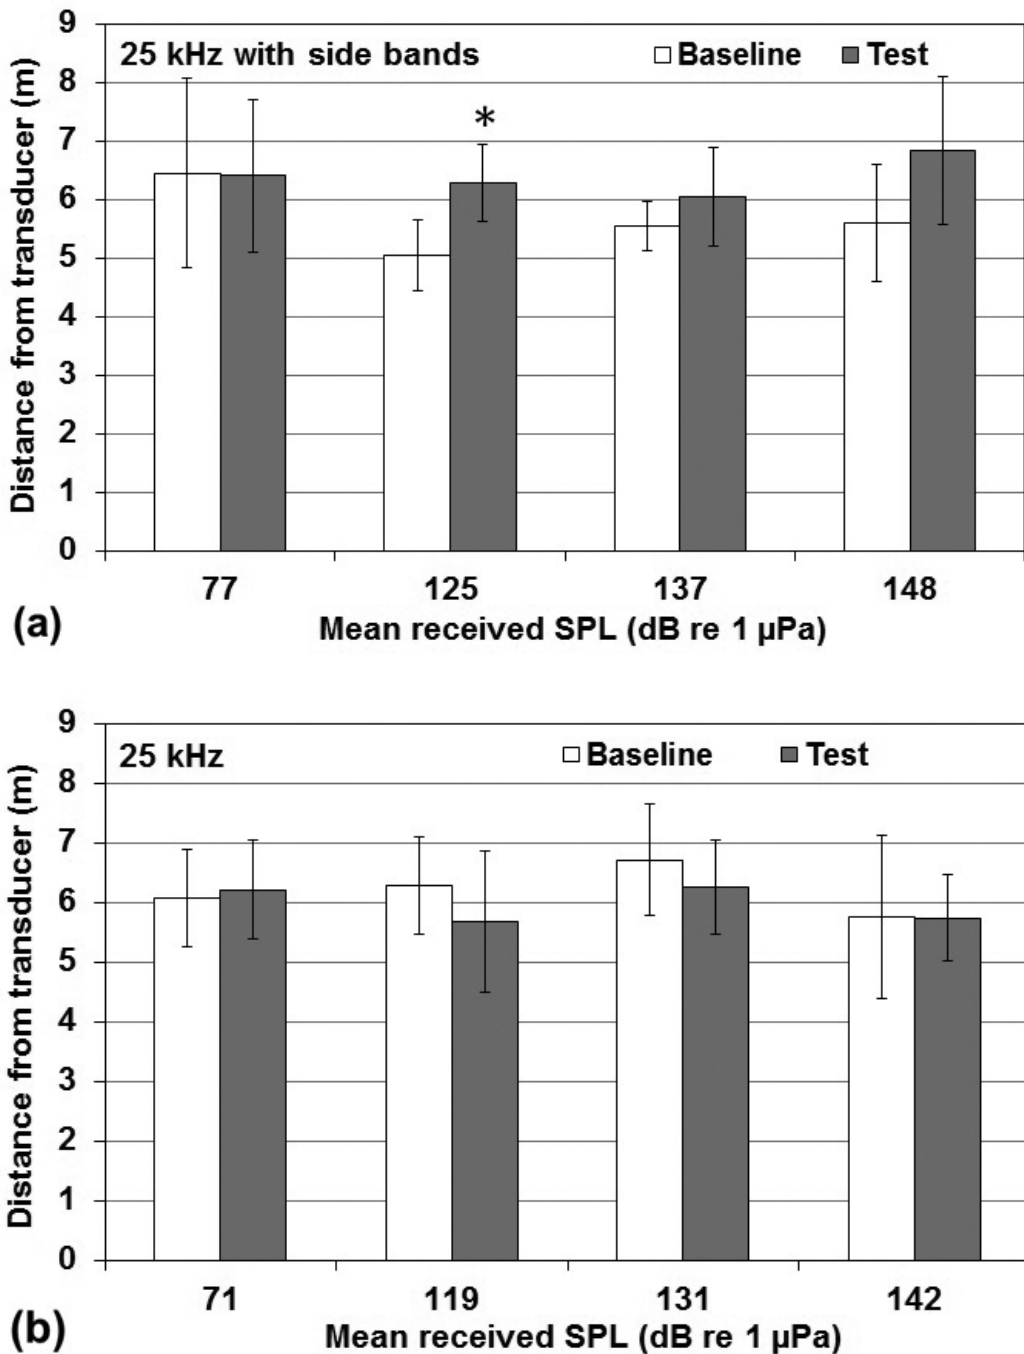 9
25 kHz with side bands Baseline Test
8
7
*
6
5
4
3
2
1
0
Distance from transducer (m)
77 125 137 148
(a)
Mean received SPL (dB re 1 µPa)
9
25 kHz Baseline Test
8
7
6
5
4
3
2
1
0
Distance from transducer (m)
71 119 131 142
(b)
Mean received SPL (dB re 1 µPa)